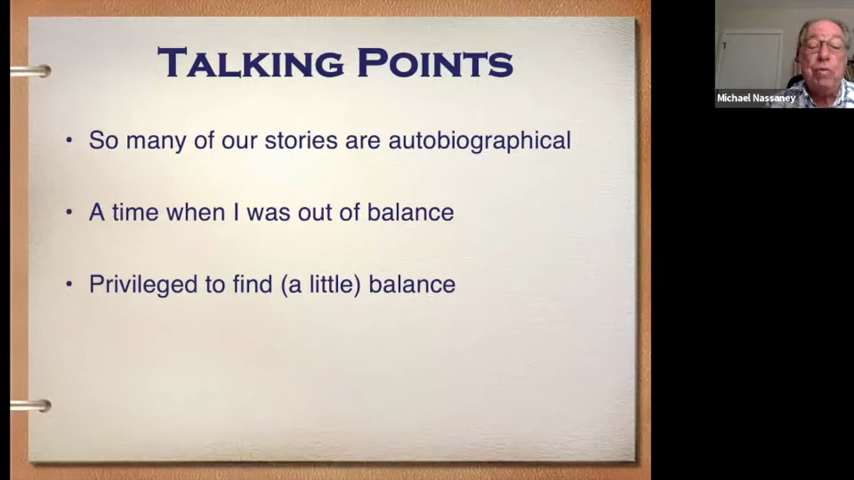 TALKING POINTS
• So many of our stories are autobiographical
• A time when I was out of balance
• Privileged to find (a little) balance
Michael Nassaney